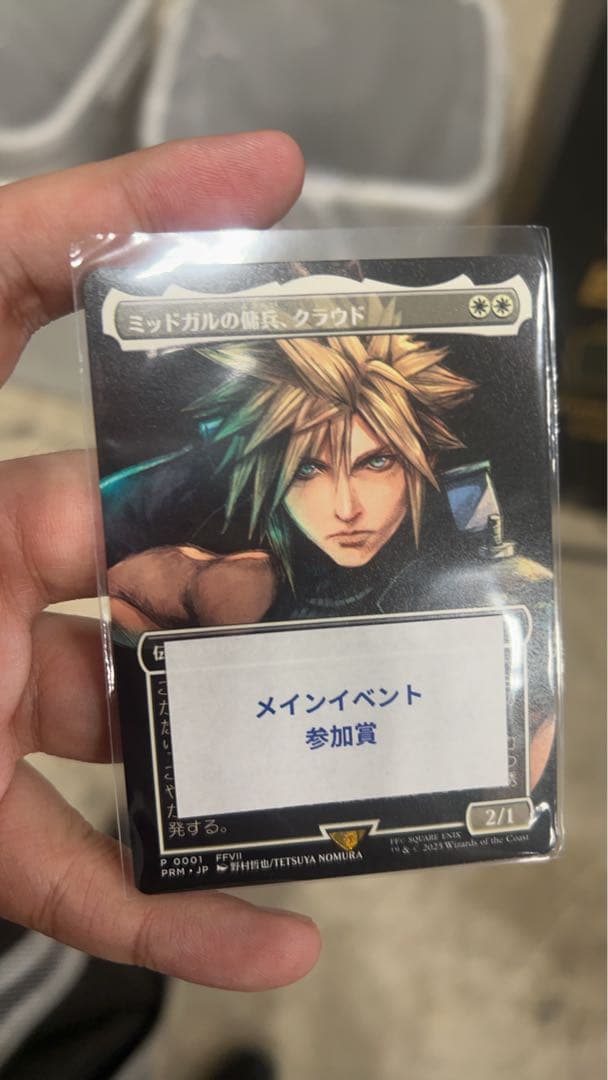 ミッドガルの傭兵、クラウド
伝
メインイベント
参加賞
発する。
2/1
P 0001 FFVII
PRM・JP 野村哲也/TETSUYA NOMURA
FFC SQUARE ENIX
TM & © 2025 Wizards of the Coast